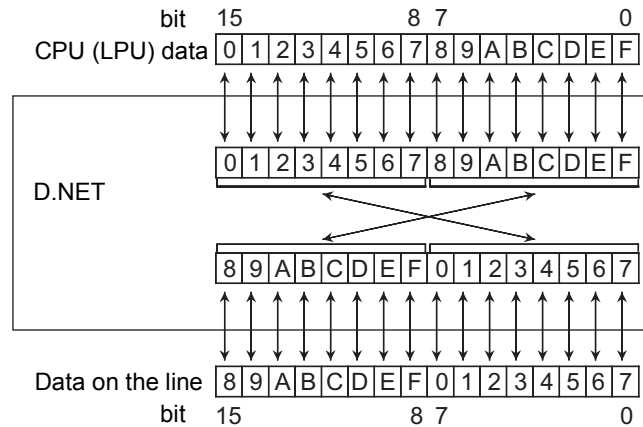 bit 15 8 7 0
CPU (LPU) data 0 1 2 3 4 5 6 7 8 9 A B C D E F
0 1 2 3 4 5 6 7 8 9 A B C D E F
D.NET
8 9 A B C D E F 0 1 2 3 4 5 6 7
Data on the line 8 9 A B C D E F 0 1 2 3 4 5 6 7
bit 15 8 7 0